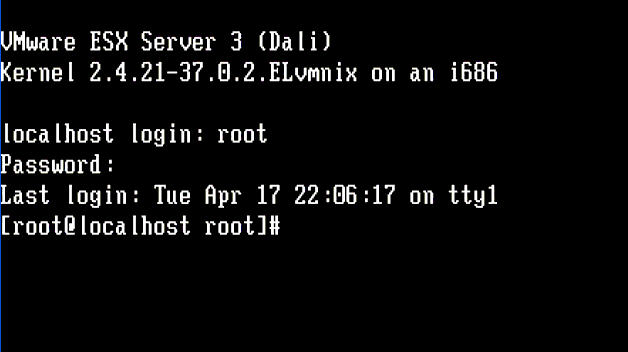 VMware ESX Server 3 (Dali)
Kernel 2.4.21-37.0.2.ELvmnix on an i686
localhost login: root
Password:
Last login: Tue Apr 17 22:06:17 on tty1
[root@localhost root]#